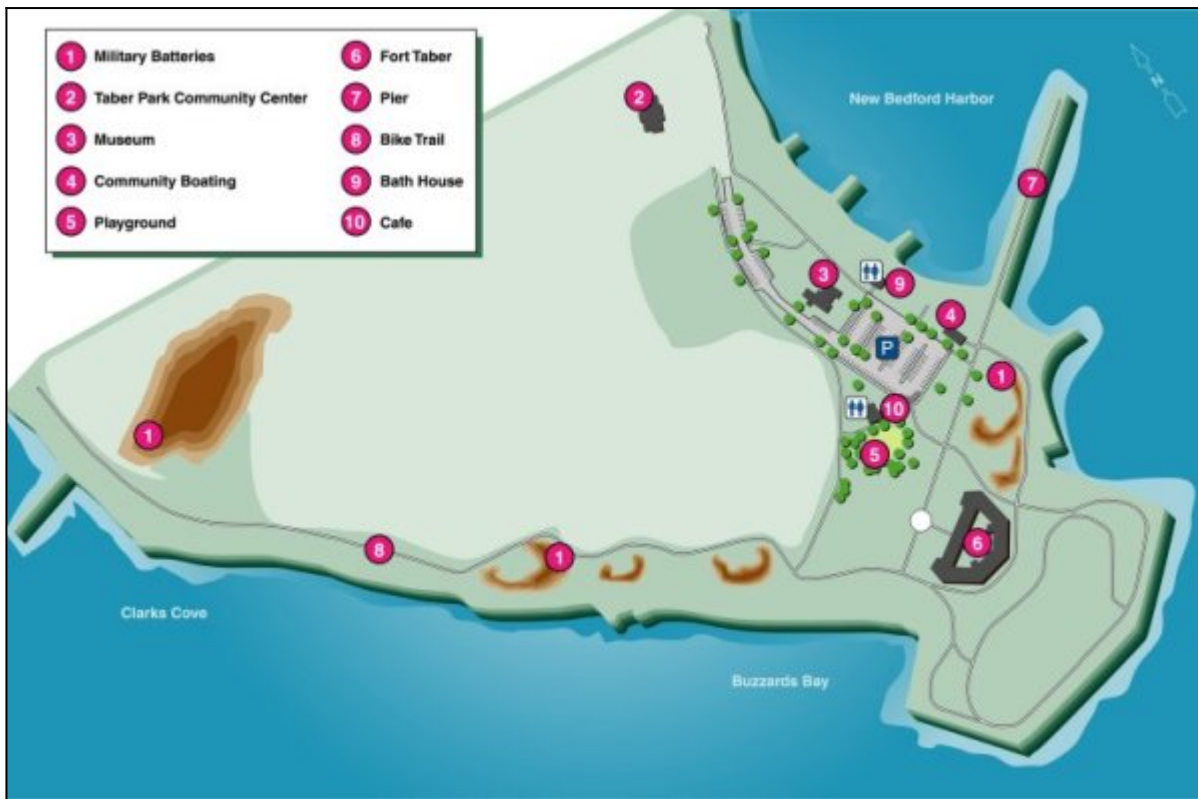 1 Military Batteries
2 Taber Park Community Center
3 Museum
4 Community Boating
5 Playground
6 Fort Taber
7 Pier
8 Bike Trail
9 Bath House
10 Cafe
New Bedford Harbor
N
2
7
3
9
4
P
1
10
5
1
6
8
1
Clarks Cove
Buzzards Bay